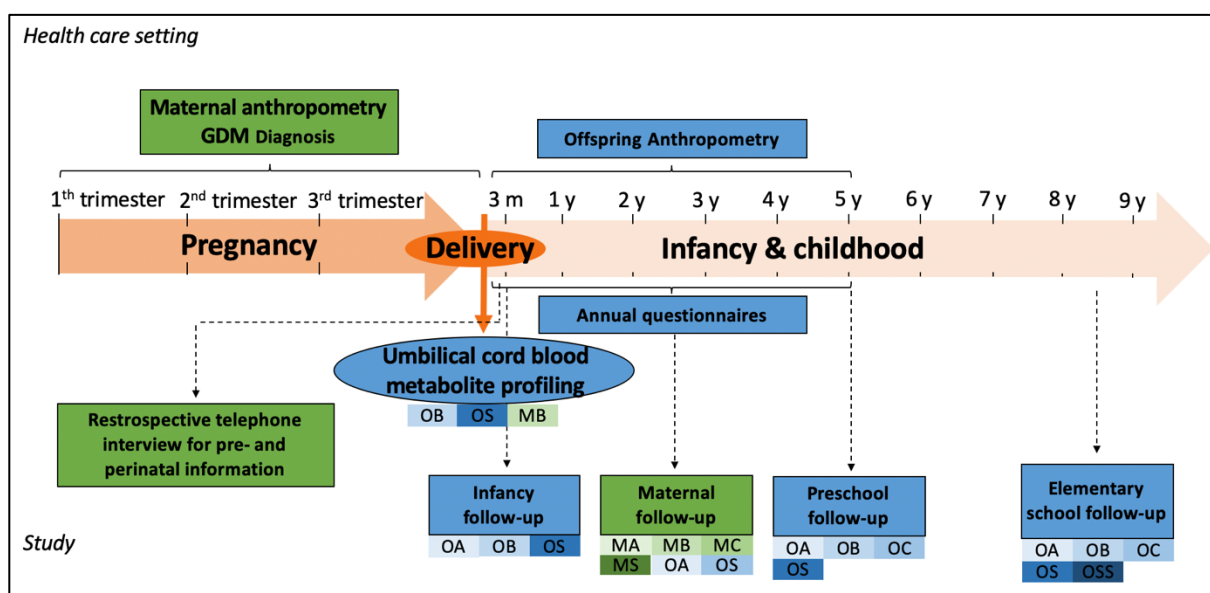 Health care setting
Maternal anthropometry
GDM Diagnosis
Offspring Anthropometry
1th trimester 2nd trimester 3rd trimester 3 m 1 y 2 y 3 y 4 y 5 y 6 y 7 y 8 y 9 y
Pregnancy Delivery Infancy & childhood
Annual questionnaires
Umbilical cord blood
metabolite profiling
OB OS MB
Restrospective telephone
interview for pre- and
perinatal information
Infancy
follow-up
OA OB OS
Maternal
follow-up
MA MB MC
MS OA OS
Preschool
follow-up
OA OB OC
OS
Elementary
school follow-up
OA OB OC
OS OSS
Study